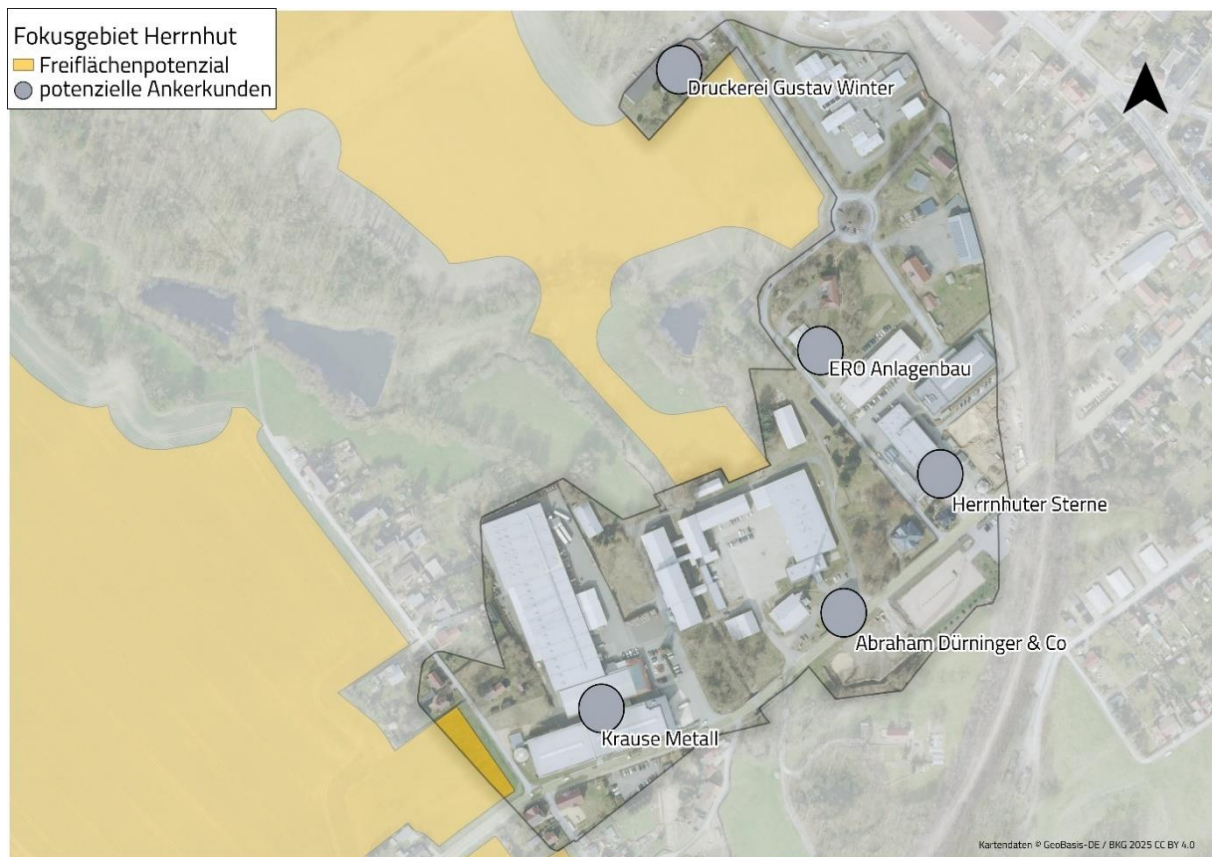 Fokusgebiet Herrnhut
Freiflächenpotenzial
potenzielle Ankerkunden
Druckerei Gustav Winter
ERO Anlagenbau
Herrnhuter Sterne
Abraham Dürninger & Co
Krause Metall
Kartendaten © GeoBasis-DE / BKG 2025 CC BY 4.0